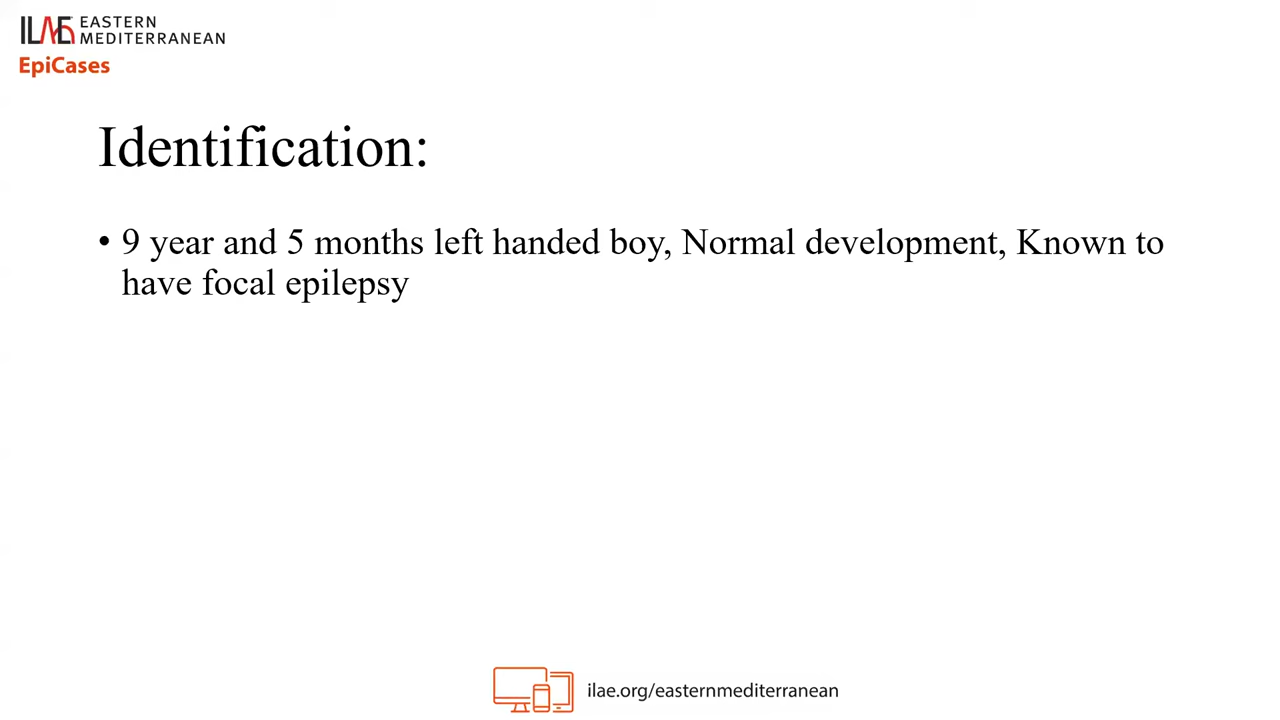 ILAE EASTERN
MEDITERRANEAN
EpiCases
Identification:
• 9 year and 5 months left handed boy, Normal development, Known to
have focal epilepsy
ilae.org/easternmediterranean